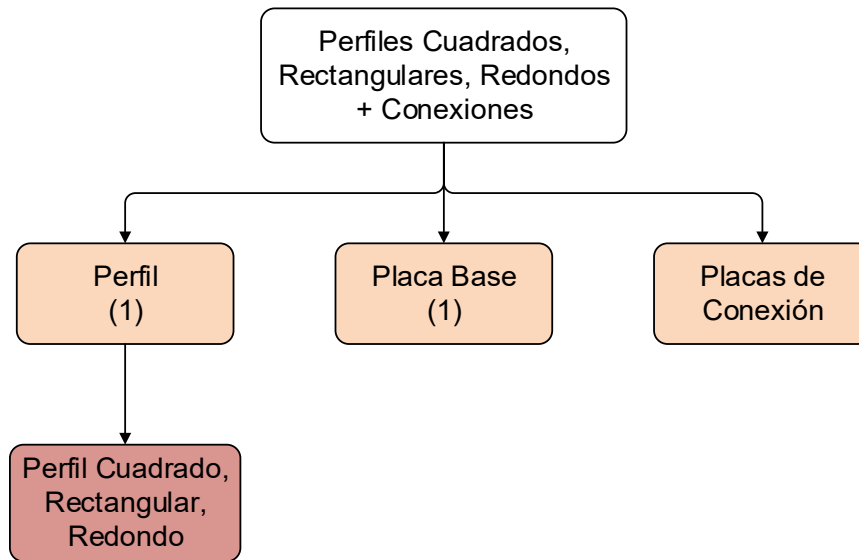 Perfiles Cuadrados,
Rectangulares, Redondos
+ Conexiones
Perfil
(1)
Placa Base
(1)
Placas de
Conexión
Perfil Cuadrado,
Rectangular,
Redondo